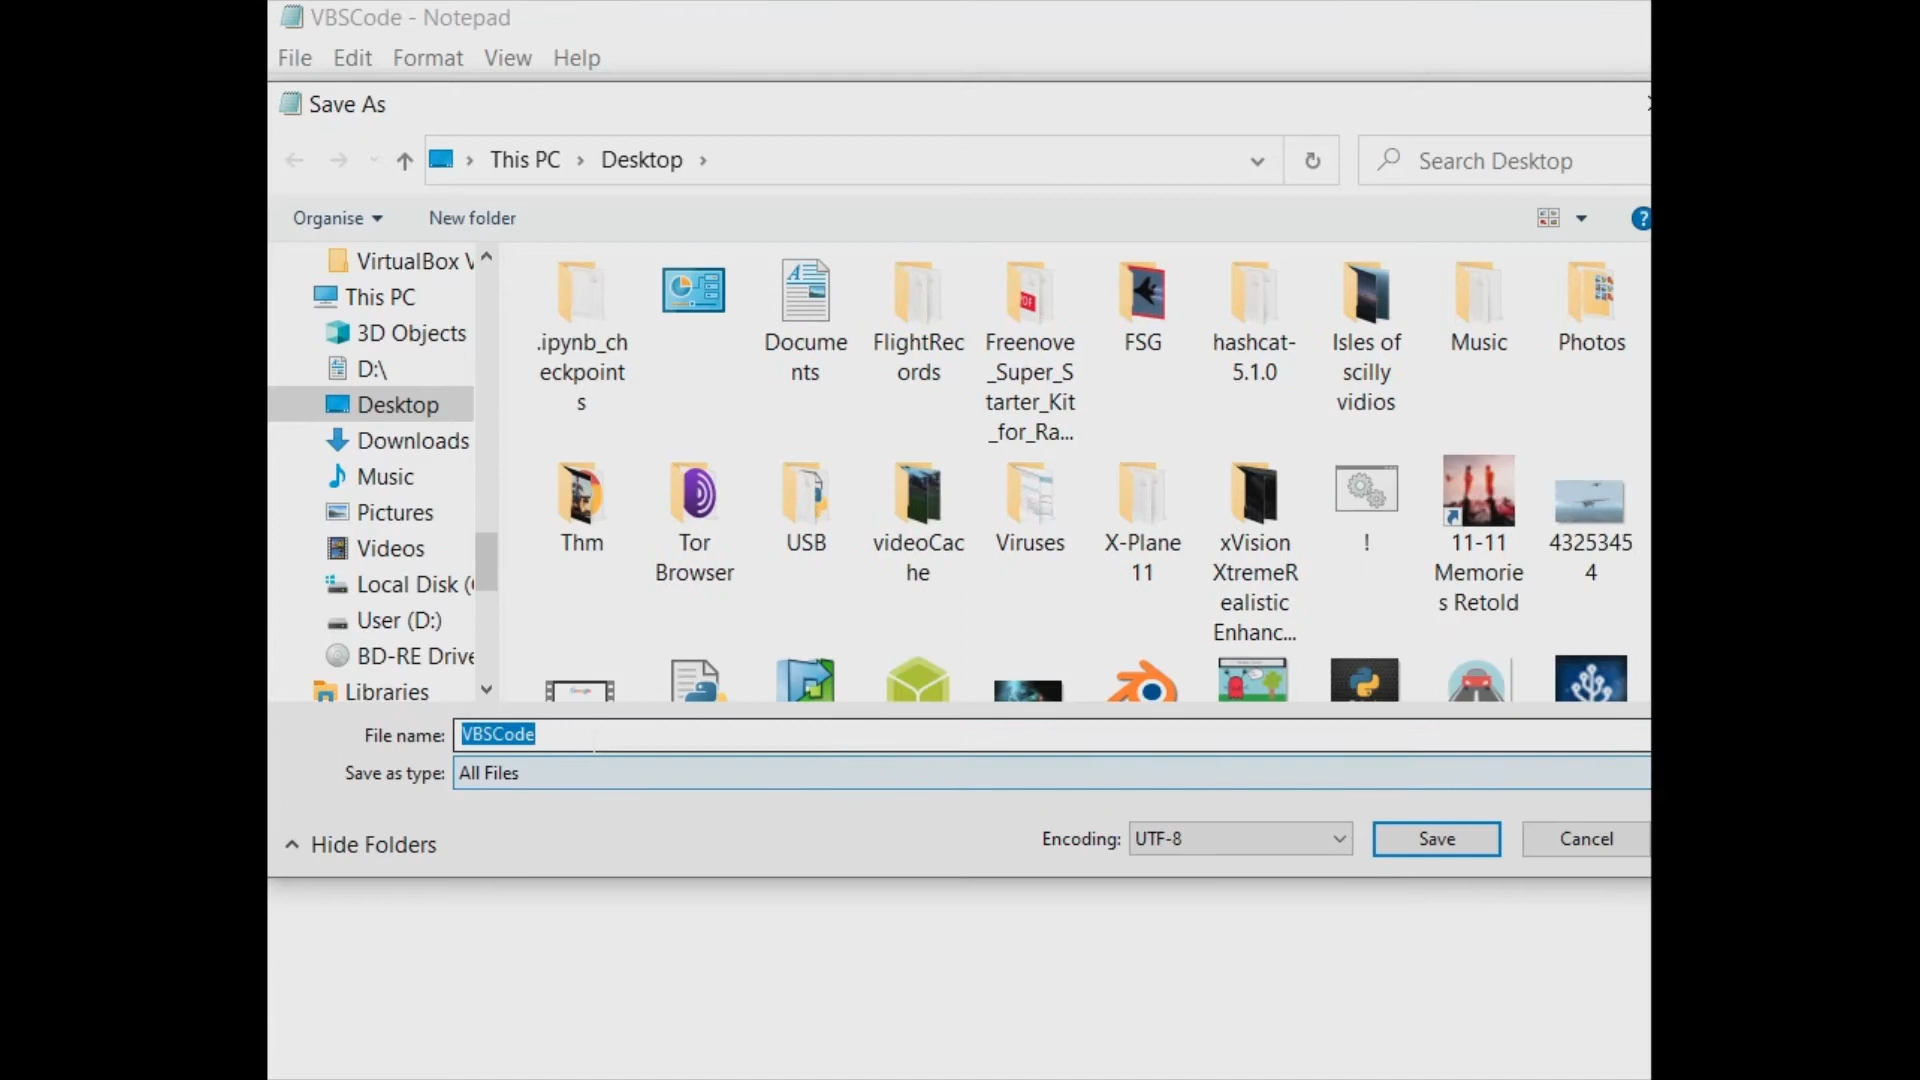 VBSCode - Notepad
File Edit Format View Help
Save As
This PC
Desktop
Search Desktop
Organise
New folder
VirtualBox V
This PC
3D Objects
D:\
Desktop
Downloads
Music
Pictures
Videos
Local Disk (
User (D:)
BD-RE Drive
Libraries
.ipynb_ch
eckpoint
s
Docume
nts
FlightRec
ords
Freenove
_Super_S
tarter_Kit
_for_Ra...
FSG
hashcat-
5.1.0
Isles of
scilly
vidios
Music
Photos
Thm
Tor
Browser
USB
videoCac
he
Viruses
X-Plane
11
xVision
XtremeR
ealistic
Enhanc...
!
11-11
Memorie
s Retold
4325345
4
File name: VBSCode
Save as type: All Files
Hide Folders
Encoding: UTF-8
Save
Cancel